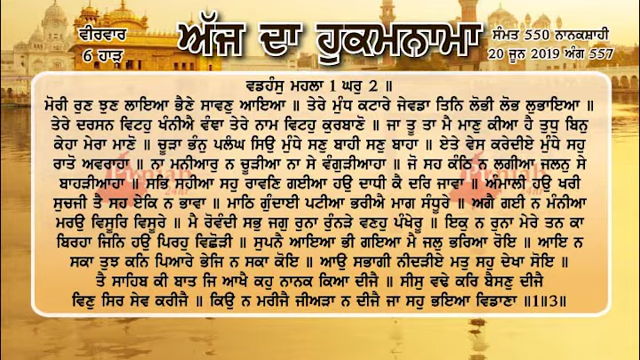 ਵੀਰਵਾਰ
6 ਹਾੜ
ਅੱਜ ਦਾ ਹੁਕਮਨਾਮਾ
ਸੰਮਤ 550 ਨਾਨਕਸ਼ਾਹੀ
20 ਜੂਨ 2019 ਅੰਗ 557
ਵਡਹੰਸੁ ਮਹਲਾ 1 ਘਰੁ 2 ॥
ਮੋਰੀ ਰੁਣ ਝੁਣ ਲਾਇਆ ਭੈਣੇ ਸਾਵਣੁ ਆਇਆ ॥ ਤੇਰੇ ਮੁੰਧ ਕਟਾਰੇ ਜੇਵਡਾ ਤਿਨਿ ਲੋਭੀ ਲੋਭ ਲੁਭਾਇਆ ॥
ਤੇਰੇ ਦਰਸਨ ਵਿਟਹੁ ਖੰਨੀਐ ਵੰਞਾ ਤੇਰੇ ਨਾਮ ਵਿਟਹੁ ਕੁਰਬਾਣੋ ॥ ਜਾ ਤੂ ਤਾ ਮੈ ਮਾਣੁ ਕੀਆ ਹੈ ਤੁਧੁ ਬਿਨੁ
ਕੇਹਾ ਮੇਰਾ ਮਾਣੋ ॥ ਚੂੜਾ ਭੰਨੁ ਪਲੰਘ ਸਿਉ ਮੁੰਧੇ ਸਣੁ ਬਾਹੀ ਸਣੁ ਬਾਹਾ ॥ ਏਤੇ ਵੇਸ ਕਰੇਦੀਏ ਮੁੰਧੇ ਸਹੁ
ਰਾਤੋ ਅਵਰਾਹਾ ॥ ਨਾ ਮਨੀਆਰੁ ਨ ਚੂੜੀਆ ਨਾ ਸੇ ਵੰਗੁੜੀਆਹਾ ॥ ਜੋ ਸਹ ਕੰਠਿ ਨ ਲਗੀਆ ਜਲਨੁ ਸੇ
ਬਾਹੜੀਆਹਾ ॥ ਸਭਿ ਸਹੀਆ ਸਹੁ ਰਾਵਣਿ ਗਈਆ ਹਉ ਦਾਧੀ ਕੈ ਦਰਿ ਜਾਵਾ ॥ ਅੰਮਾਲੀ ਹਉ ਖਰੀ
ਸੁਚਜੀ ਤੈ ਸਹ ਏਕਿ ਨ ਭਾਵਾ ॥ ਮਾਠਿ ਗੁੰਦਾਈ ਪਟੀਆ ਭਰੀਐ ਮਾਗ ਸੰਧੂਰੇ ॥ ਅਗੈ ਗਈ ਨ ਮੰਨੀਆ
ਮਰਉ ਵਿਸੂਰਿ ਵਿਸੂਰੇ ॥ ਮੈ ਰੋਵੰਦੀ ਸਭੁ ਜਗੁ ਰੁਨਾ ਰੁੰਨੜੇ ਵਣਹੁ ਪੰਖੇਰੂ ॥ ਇਕੁ ਨ ਰੁਨਾ ਮੇਰੇ ਤਨ ਕਾ
ਬਿਰਹਾ ਜਿਨਿ ਹਉ ਪਿਰਹੁ ਵਿਛੋੜੀ ॥ ਸੁਪਨੈ ਆਇਆ ਭੀ ਗਇਆ ਮੈ ਜਲੁ ਭਰਿਆ ਰੋਇ ॥ ਆਇ ਨ
ਸਕਾ ਤੁਝ ਕਨਿ ਪਿਆਰੇ ਭੇਜਿ ਨ ਸਕਾ ਕੋਇ ॥ ਆਉ ਸਭਾਗੀ ਨੀਦੜੀਏ ਮਤੁ ਸਹੁ ਦੇਖਾ ਸੋਇ ॥
ਤੈ ਸਾਹਿਬ ਕੀ ਬਾਤ ਜਿ ਆਖੈ ਕਹੁ ਨਾਨਕ ਕਿਆ ਦੀਜੈ ॥ ਸੀਸੁ ਵਢੇ ਕਰਿ ਬੈਸਣੁ ਦੀਜੈ
ਵਿਣੁ ਸਿਰ ਸੇਵ ਕਰੀਜੈ ॥ ਕਿਉ ਨ ਮਰੀਜੈ ਜੀਅੜਾ ਨ ਦੀਜੈ ਜਾ ਸਹੁ ਭਇਆ ਵਿਡਾਣਾ ॥1॥3॥